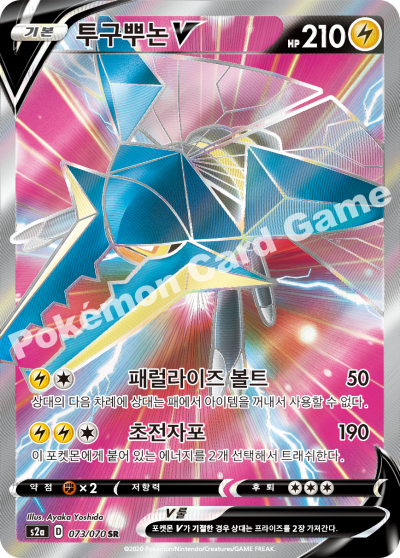 기본 투구뿌논 V HP 210
Pokémon Card Game
패럴라이즈 볼트 50
상대의 다음 차례에 상대는 패에서 아이템을 꺼내서 사용할 수 없다.
초전자포 190
이 포켓몬에게 붙어 있는 에너지를 2개 선택해서 트래쉬한다.
약점 ×2 저항력 후퇴
Illus. Ayaka Yoshida
s2a D 073/070 SR
V룰
포켓몬 V가 기절한 경우 상대는 프라이즈를 2장 가져간다.
©2020 Pokémon/Nintendo/Creatures/GAME FREAK.